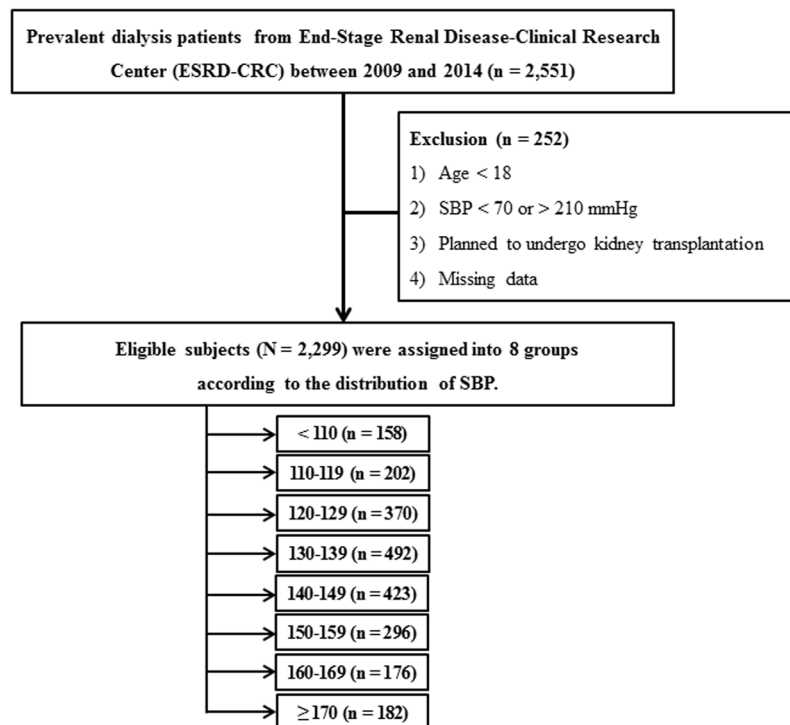 Prevalent dialysis patients from End-Stage Renal Disease-Clinical Research
Center (ESRD-CRC) between 2009 and 2014 (n = 2,551)
Exclusion (n = 252)
1) Age < 18
2) SBP < 70 or > 210 mmHg
3) Planned to undergo kidney transplantation
4) Missing data
Eligible subjects (N = 2,299) were assigned into 8 groups
according to the distribution of SBP.
< 110 (n = 158)
110-119 (n = 202)
120-129 (n = 370)
130-139 (n = 492)
140-149 (n = 423)
150-159 (n = 296)
160-169 (n = 176)
≥170 (n = 182)